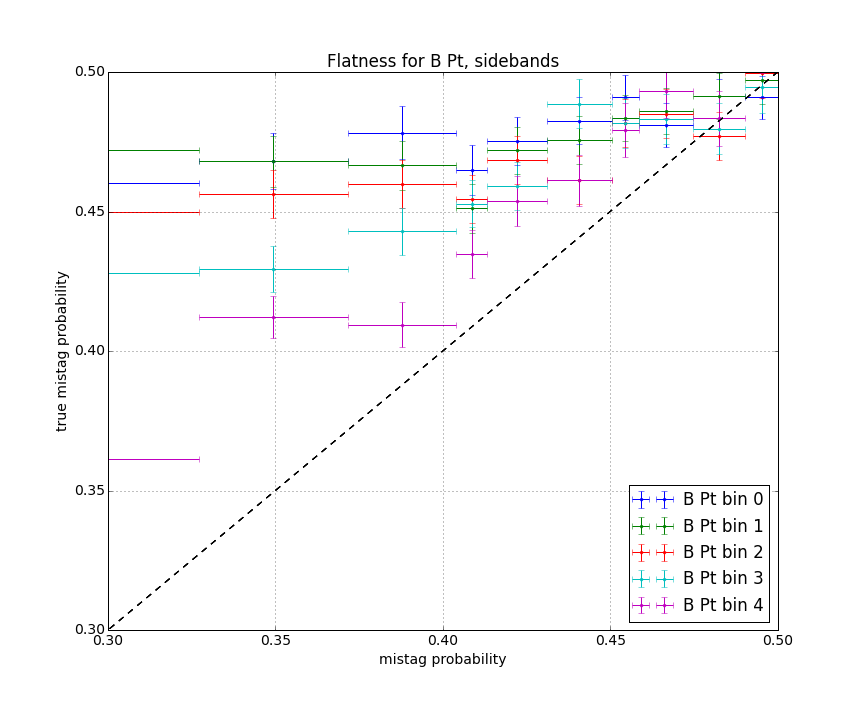 Flatness for B Pt, sidebands
true mistag probability
0.50
0.45
0.40
0.35
0.30
0.30
0.35
0.40
0.45
0.50
mistag probability
B Pt bin 0
B Pt bin 1
B Pt bin 2
B Pt bin 3
B Pt bin 4